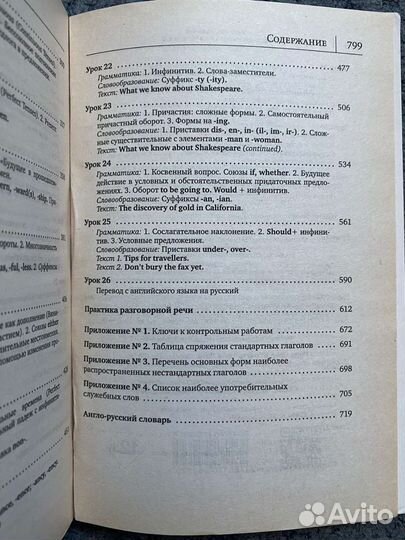 Содержание 799
Урок 22 477
Грамматика: 1. Инфинитив. 2. Слова-заместители.
Словообразование: Суффикс -ty (-ity).
Текст: What we know about Shakespeare.
Урок 23 506
Грамматика: 1. Причастия: сложные формы. 2. Самостоятельный
причастный оборот. 3. Формы на -ing.
Словообразование: 1. Приставки dis-, en-, in- (il-, im-, ir-). 2. Слож-
ные существительные с элементами -man и -woman.
Текст: What we know about Shakespeare (continued).
Урок 24 534
Грамматика: 1. Косвенный вопрос. Союзы if, whether. 2. Будущее
действие в условных и обстоятельственных придаточных предложе-
ниях. 3. Оборот to be going to. Would + инфинитив.
Словообразование: Суффиксы -an, -ian.
Текст: The discovery of gold in California.
Урок 25 561
Грамматика: 1. Сослагательное наклонение. 2. Should + инфини-
тив. 3. Условные предложения.
Словообразование: Приставки under-, over-.
Текст 1. Tips for travellers.
Текст 2. Don't bury the fax yet.
Урок 26 590
Перевод с английского языка на русский
Практика разговорной речи 612
Приложение № 1. Ключи к контрольным работам 672
Приложение № 2. Таблица спряжения стандартных глаголов 691
Приложение № 3. Перечень основных форм наиболее
распространенных нестандартных глаголов 698
Приложение № 4. Список наиболее употребительных
служебных слов 705
Англо-русский словарь 719
Avito